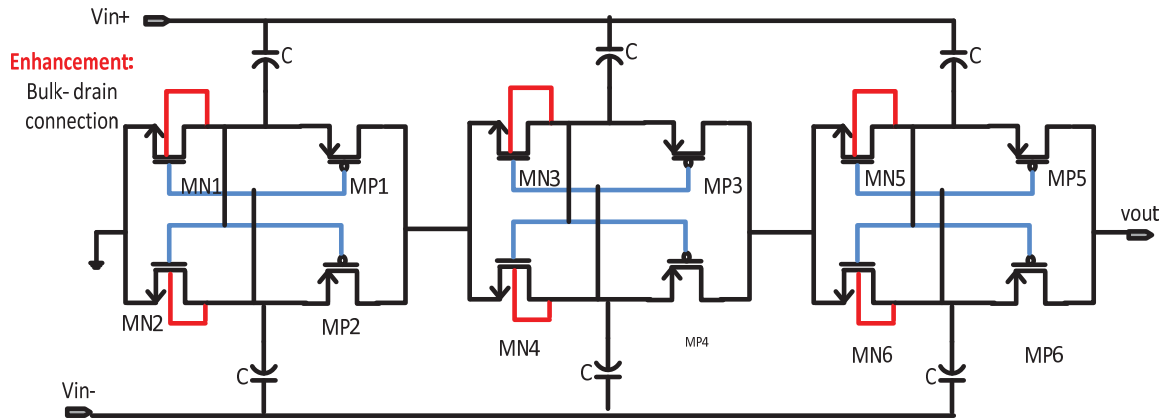 Vin+
C
C
C
Enhancement:
Bulk- drain
connection
MN1
MP1
MN3
MP3
MN5
MP5
vout
MN2
MP2
MN4
MP4
MN6
MP6
C
C
C
Vin-